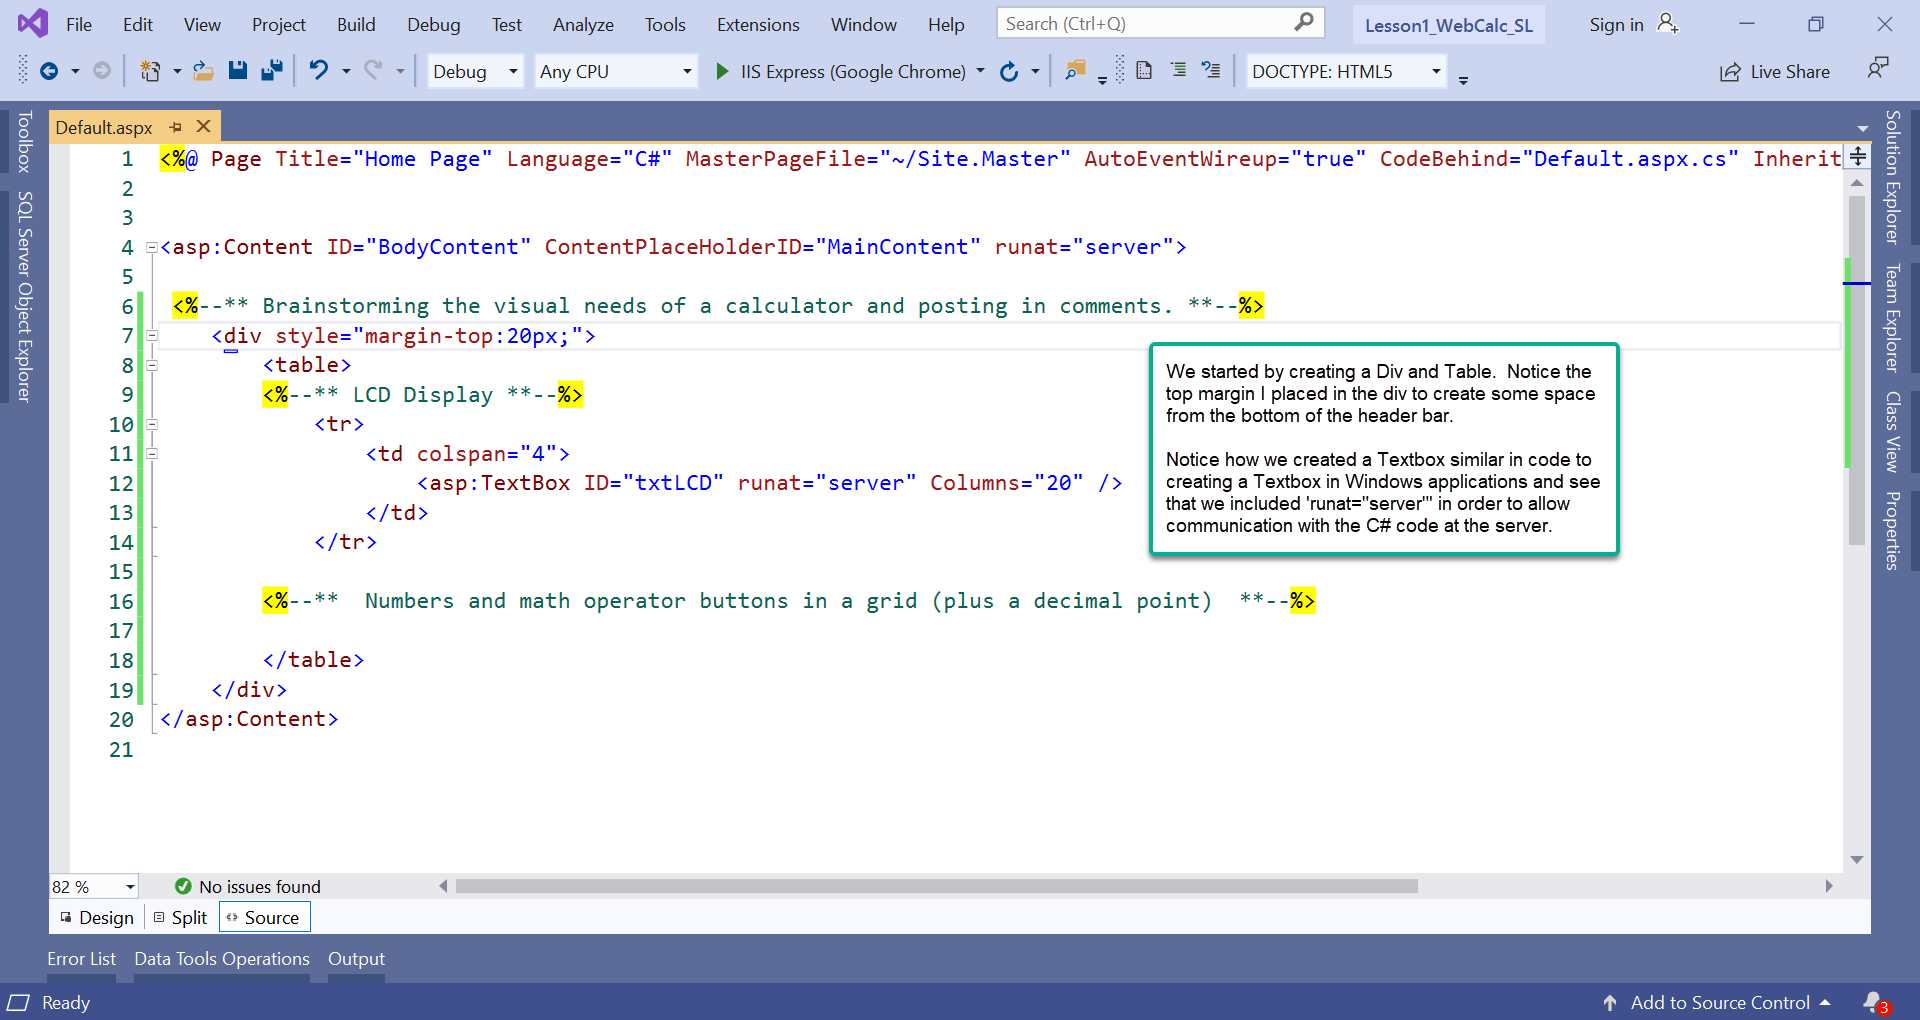 File Edit View Project Build Debug Test Analyze Tools Extensions Window Help Search (Ctrl+Q) Lesson1_WebCalc_SL Sign in
Debug Any CPU IIS Express (Google Chrome) DOCTYPE: HTML5 Live Share
Toolbox
SQL Server Object Explorer
Default.aspx
1 <%@ Page Title="Home Page" Language="C#" MasterPageFile="~/Site.Master" AutoEventWireup="true" CodeBehind="Default.aspx.cs" Inherit
2
3
4 <asp:Content ID="BodyContent" ContentPlaceHolderID="MainContent" runat="server">
5
6 <%--** Brainstorming the visual needs of a calculator and posting in comments. **--%>
7 <div style="margin-top:20px;">
8 <table>
9 <%--** LCD Display **--%>
10 <tr>
11 <td colspan="4">
12 <asp:TextBox ID="txtLCD" runat="server" Columns="20" />
13 </td>
14 </tr>
15
16 <%--**  Numbers and math operator buttons in a grid (plus a decimal point)  **--%>
17
18 </table>
19 </div>
20 </asp:Content>
21
We started by creating a Div and Table.  Notice the
top margin I placed in the div to create some space
from the bottom of the header bar.
Notice how we created a Textbox similar in code to
creating a Textbox in Windows applications and see
that we included 'runat="server"' in order to allow
communication with the C# code at the server.
Solution Explorer
Team Explorer
Class View
Properties
82 % No issues found
Design Split Source
Error List Data Tools Operations Output
Ready Add to Source Control 3